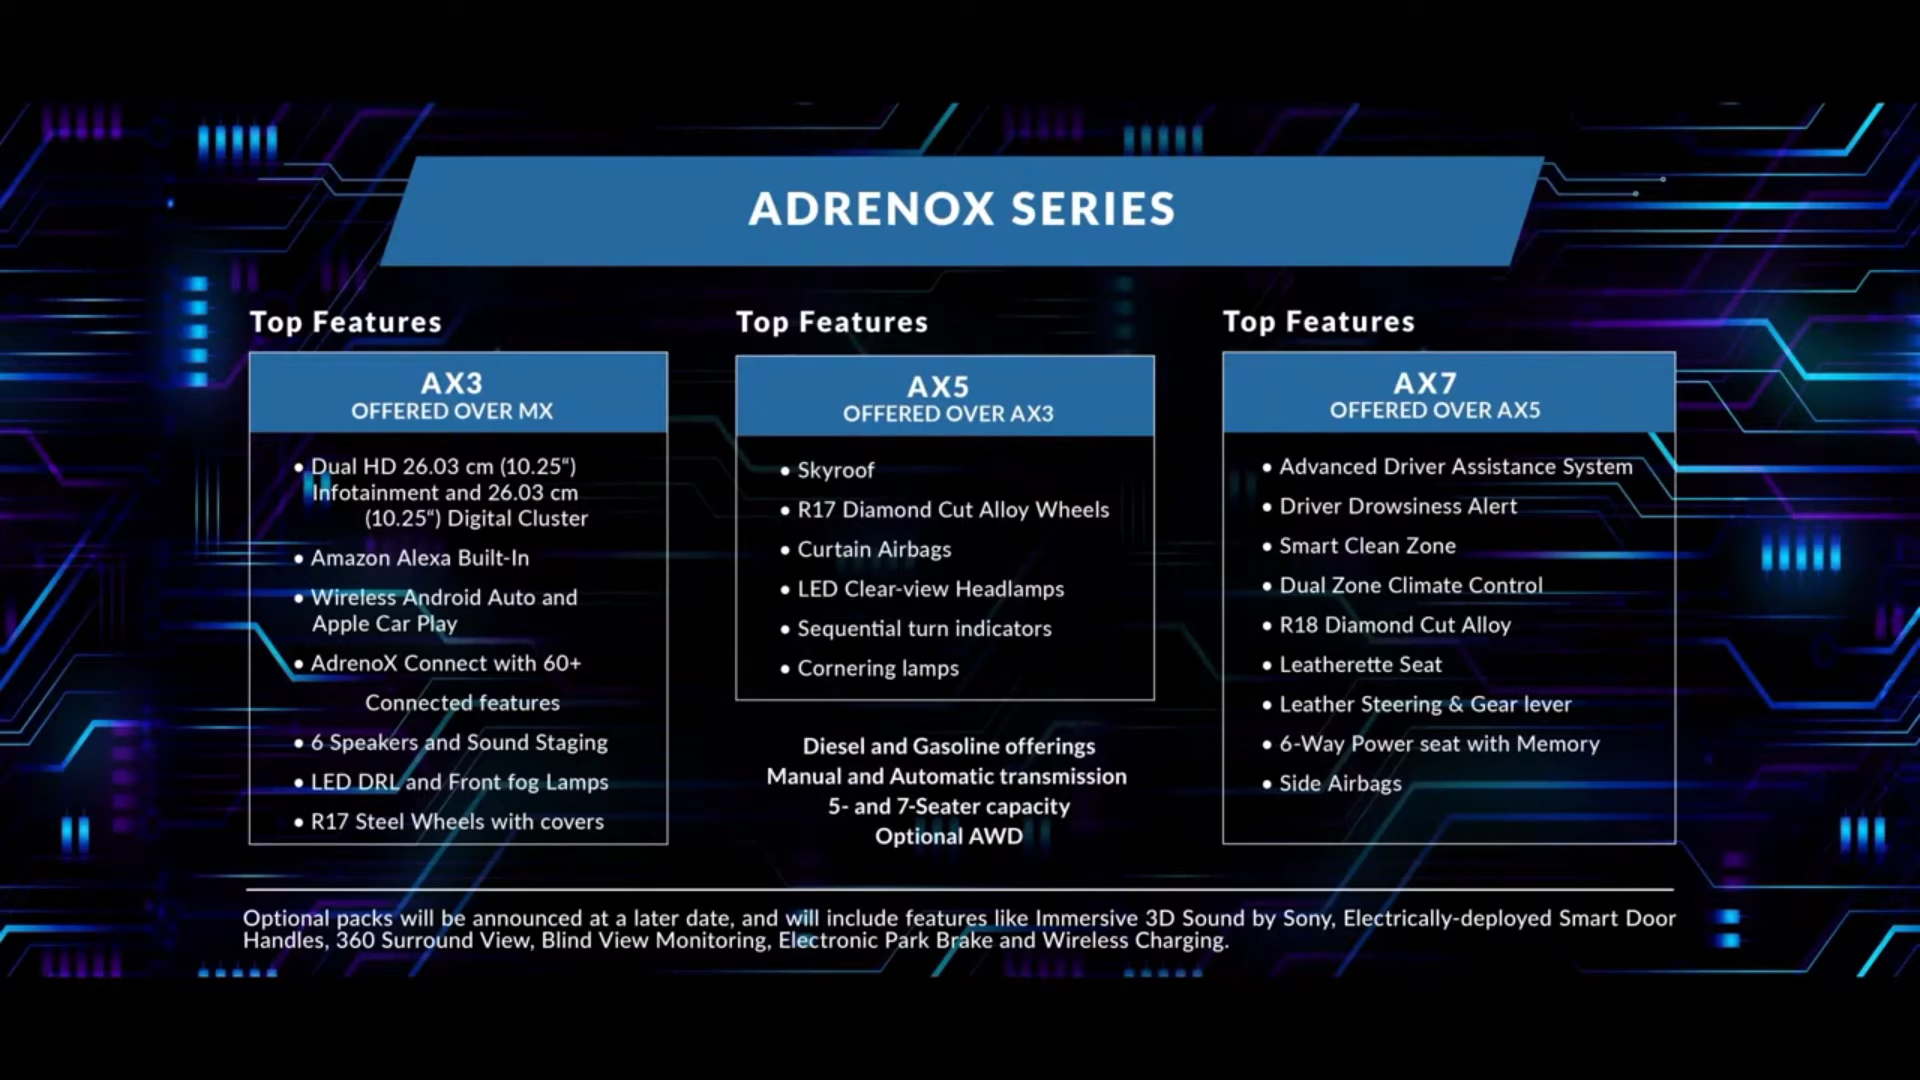 ADRENOX SERIES
Top Features
AX3
OFFERED OVER MX
• Dual HD 26.03 cm (10.25“)
Infotainment and 26.03 cm
(10.25“) Digital Cluster
• Amazon Alexa Built-In
• Wireless Android Auto and
Apple Car Play
• AdrenoX Connect with 60+
Connected features
• 6 Speakers and Sound Staging
• LED DRL and Front fog Lamps
• R17 Steel Wheels with covers
Top Features
AX5
OFFERED OVER AX3
• Skyroof
• R17 Diamond Cut Alloy Wheels
• Curtain Airbags
• LED Clear-view Headlamps
• Sequential turn indicators
• Cornering lamps
Diesel and Gasoline offerings
Manual and Automatic transmission
5- and 7-Seater capacity
Optional AWD
Top Features
AX7
OFFERED OVER AX5
• Advanced Driver Assistance System
• Driver Drowsiness Alert
• Smart Clean Zone
• Dual Zone Climate Control
• R18 Diamond Cut Alloy
• Leatherette Seat
• Leather Steering & Gear lever
• 6-Way Power seat with Memory
• Side Airbags
Optional packs will be announced at a later date, and will include features like Immersive 3D Sound by Sony, Electrically-deployed Smart Door
Handles, 360 Surround View, Blind View Monitoring, Electronic Park Brake and Wireless Charging.